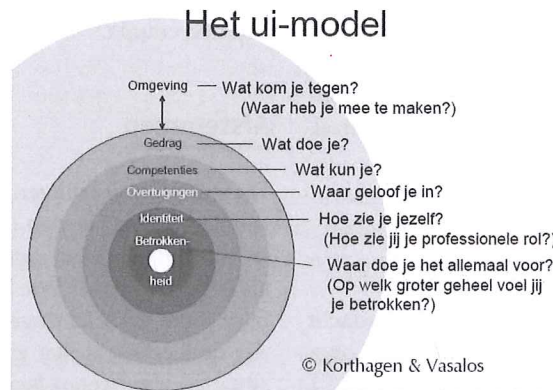 Het ui-model
Omgeving
Wat kom je tegen?
(Waar heb je mee te maken?)
Gedrag
Wat doe je?
Competenties
Wat kun je?
Overtuigingen
Waar geloof je in?
Identiteit
Hoe zie je jezelf?
(Hoe zie jij je professionele rol?)
Betrokken-
heid
Waar doe je het allemaal voor?
(Op welk groter geheel voel jij
je betrokken?)
© Korthagen & Vasalos